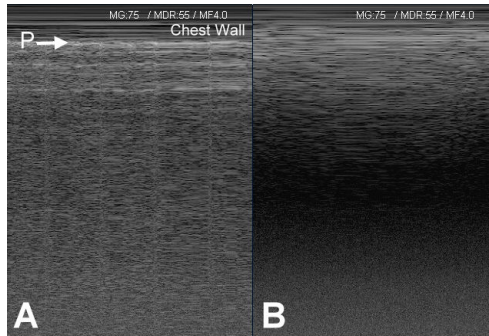 MG:75 / MDR:55 / MF4.0
MG:75 / MDR:55 / MF4.0
Chest Wall
P
A
B